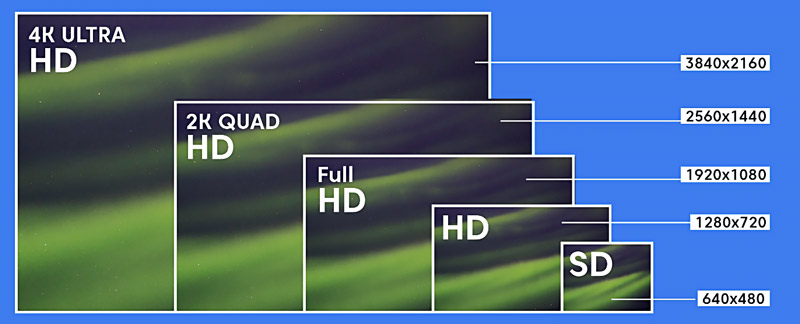 4K ULTRA
HD
3840x2160
2K QUAD
HD
2560x1440
Full
HD
1920x1080
HD
1280x720
SD
640x480